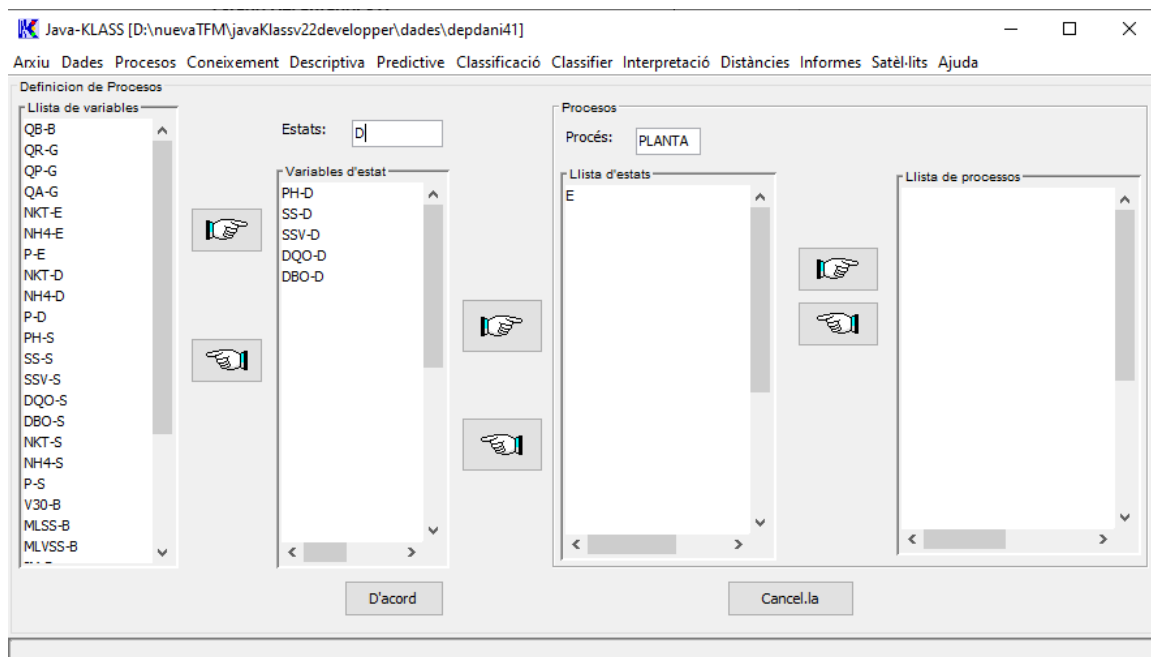 Java-KLASS [D:\nuevaTFM\javaKlassv22developper\dades\depdani41]
Arxiu Dades Procesos Coneixement Descriptiva Predictive Classificació Classifier Interpretació Distàncies Informes Satèl·lits Ajuda
Definicion de Procesos
Llista de variables
QB-B
QR-G
QP-G
QA-G
NKT-E
NH4-E
P-E
NKT-D
NH4-D
P-D
PH-S
SS-S
SSV-S
DQO-S
DBO-S
NKT-S
NH4-S
P-S
V30-B
MLSS-B
MLVSS-B
Estats: D
Variables d'estat
PH-D
SS-D
SSV-D
DQO-D
DBO-D
Procesos
Procés: PLANTA
Llista d'estats
E
Llista de processos
D'acord
Cancel.la